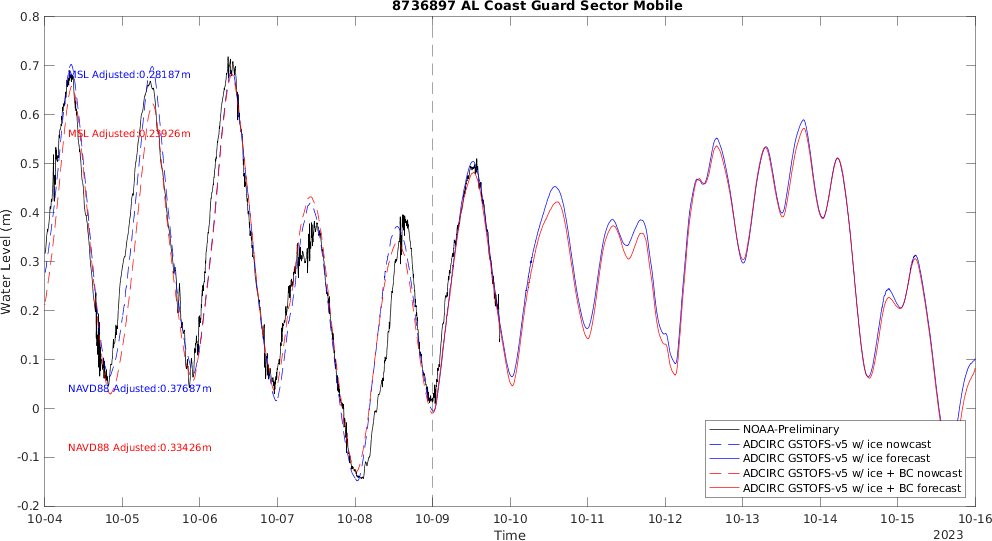 8736897 AL Coast Guard Sector Mobile
0.8
0.7
0.6
0.5
0.4
0.3
0.2
0.1
0
-0.1
-0.2
Water Level (m)
MSL Adjusted:0.28187m
MSL Adjusted:0.23926m
NAVD88 Adjusted:0.37687m
NAVD88 Adjusted:0.33426m
NOAA-Preliminary
ADCIRC GSTOFS-v5 w/ ice nowcast
ADCIRC GSTOFS-v5 w/ ice forecast
ADCIRC GSTOFS-v5 w/ ice + BC nowcast
ADCIRC GSTOFS-v5 w/ ice + BC forecast
10-04 10-05 10-06 10-07 10-08 10-09 10-10 10-11 10-12 10-13 10-14 10-15 10-16
Time
2023